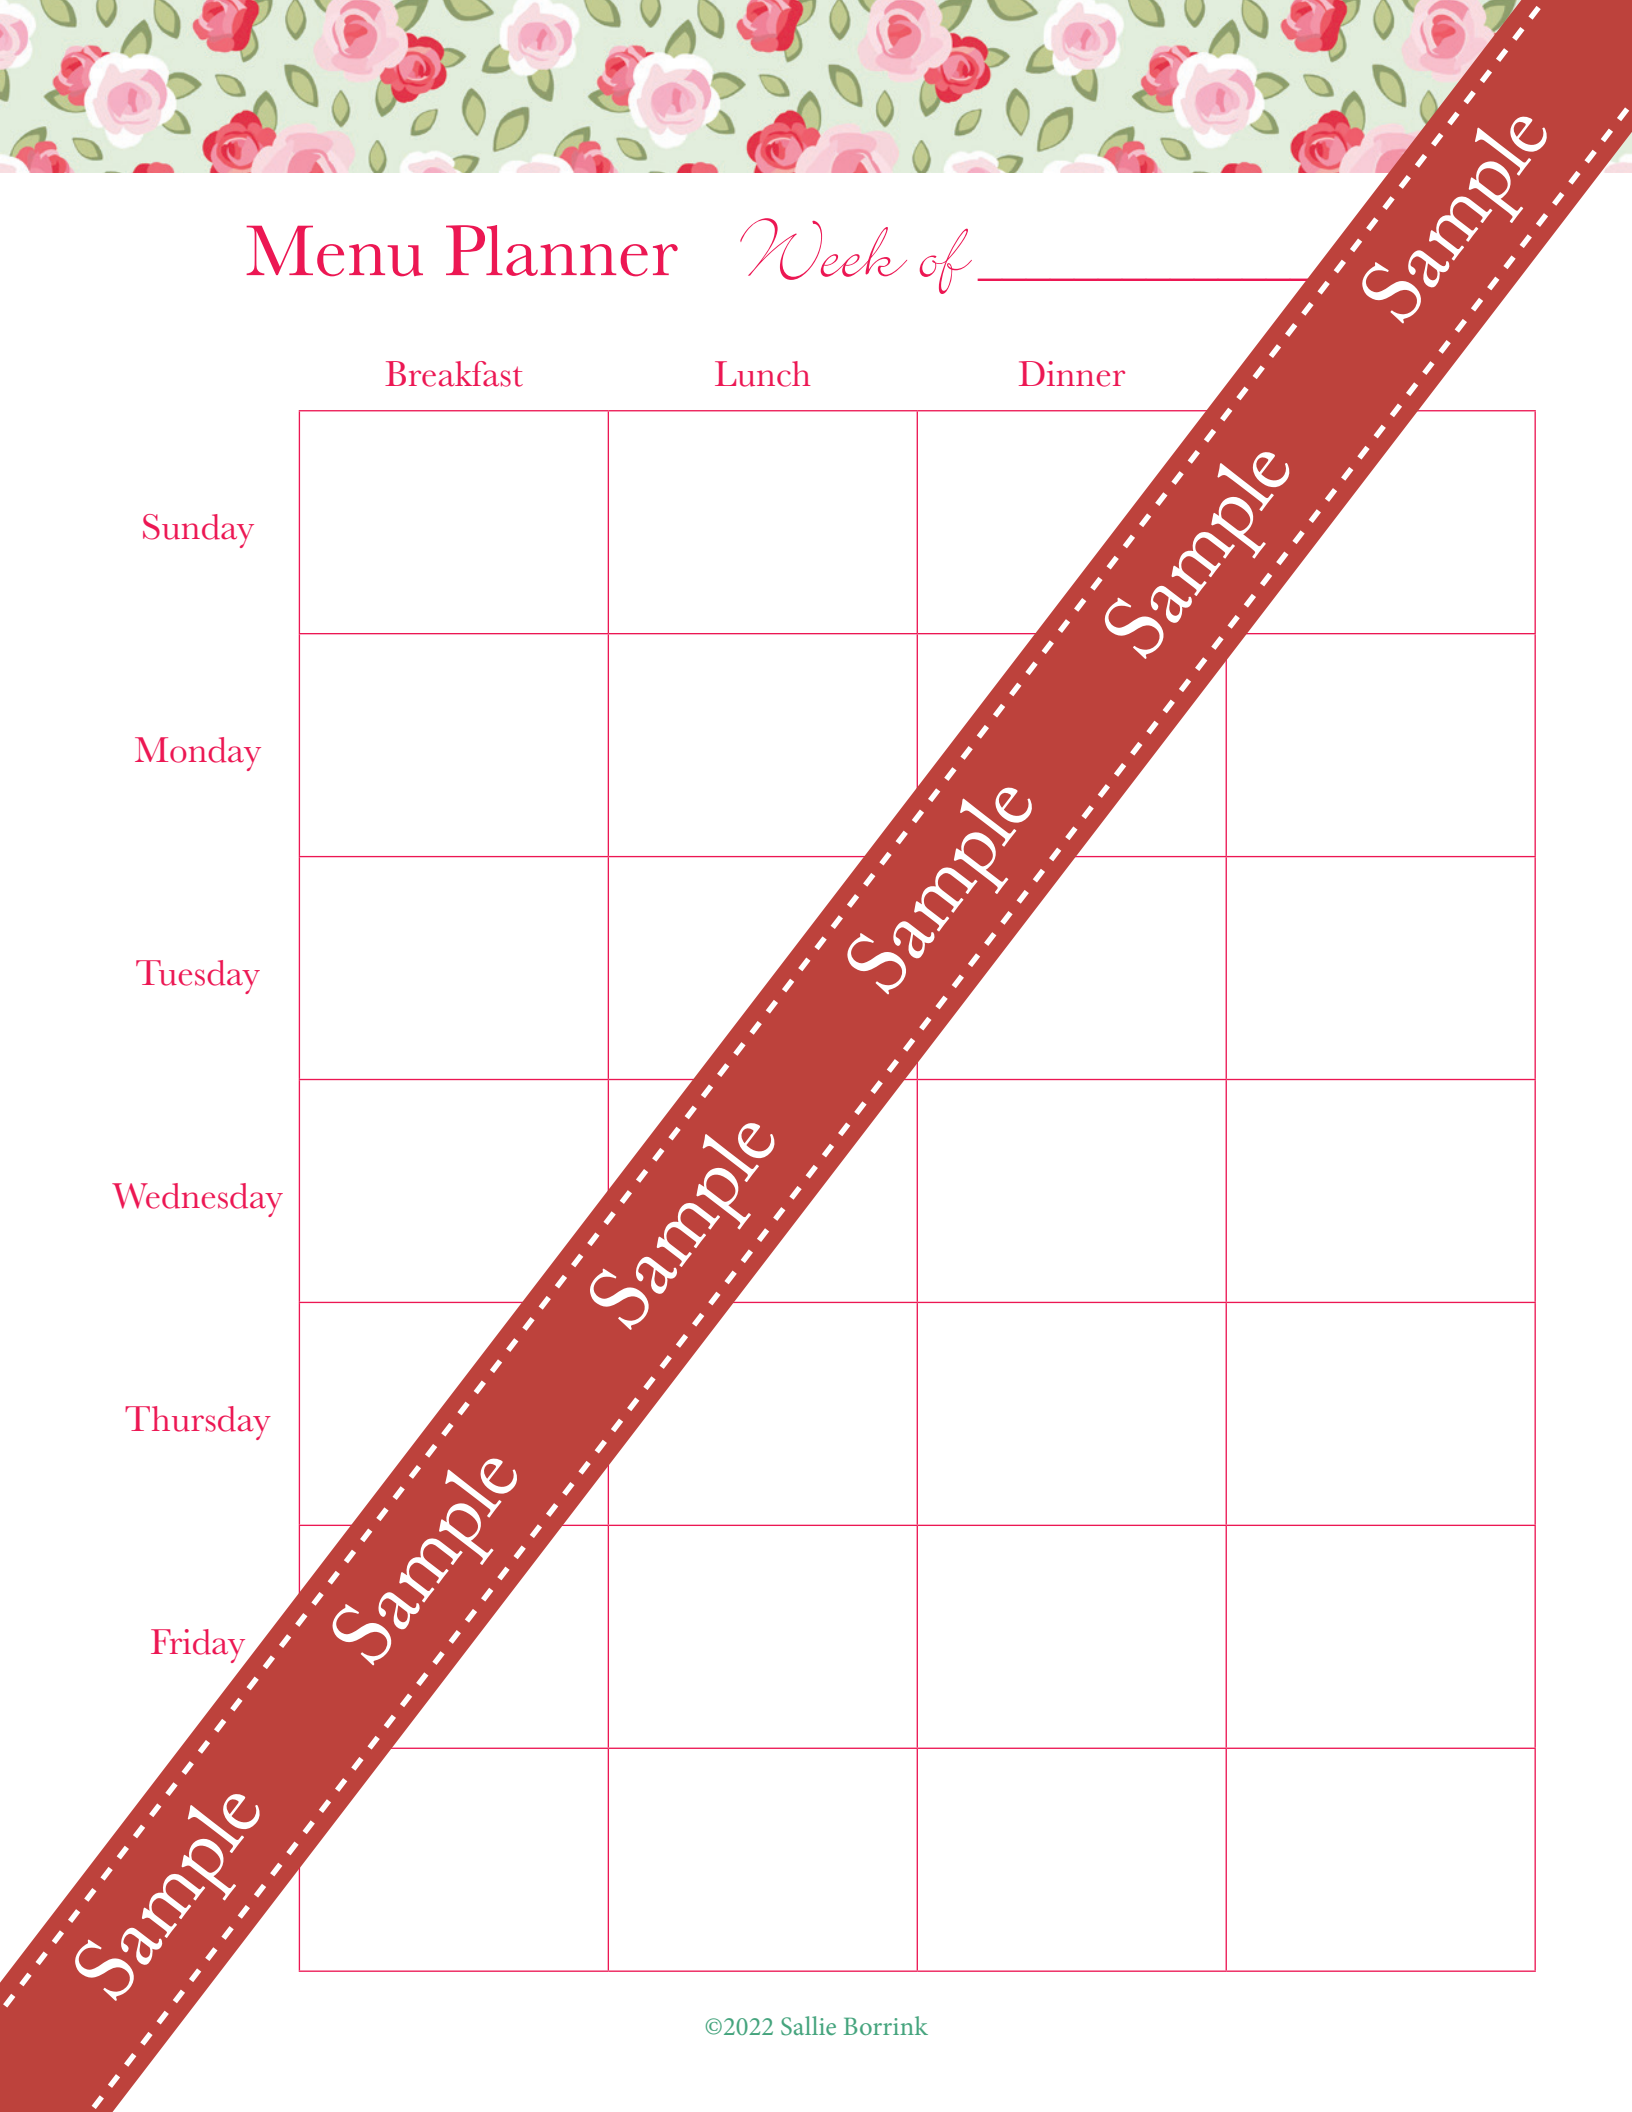 Menu Planner Week of
Breakfast Lunch Dinner
Sunday
Monday
Tuesday
Wednesday
Thursday
Friday
Sample
Sample
Sample
Sample
Sample
Sample
©2022 Sallie Borrink